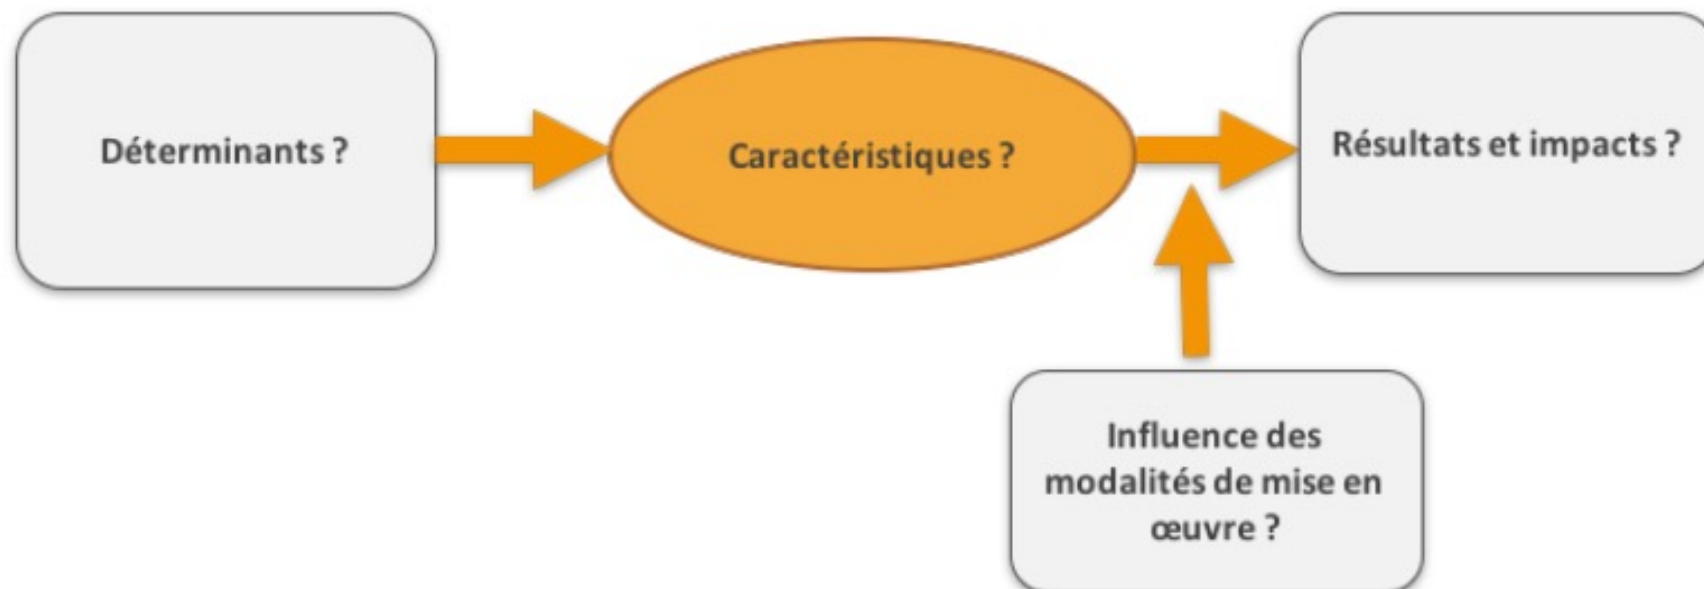 Déterminants ?
Caractéristiques ?
Résultats et impacts ?
Influence des
modalités de mise en
œuvre ?